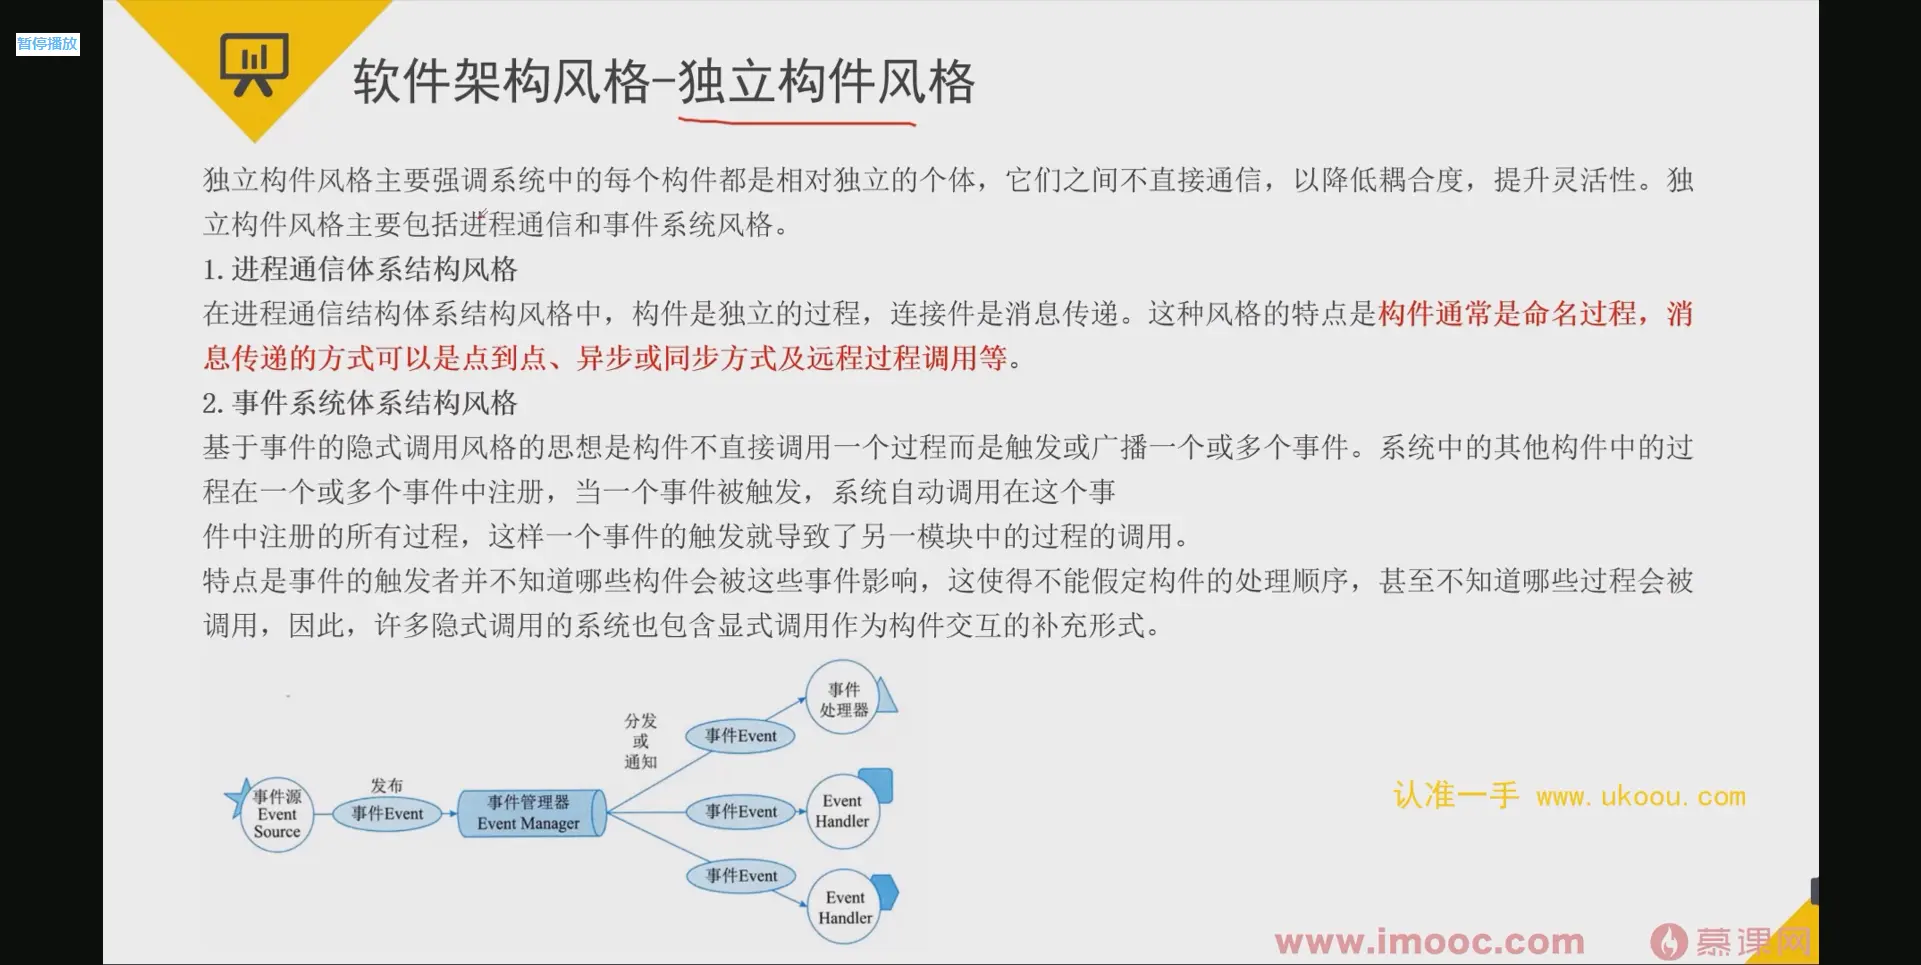 暂停播放
软件架构风格-独立构件风格
独立构件风格主要强调系统中的每个构件都是相对独立的个体，它们之间不直接通信，以降低耦合度，提升灵活性。独
立构件风格主要包括进程通信和事件系统风格。
1. 进程通信体系结构风格
在进程通信结构体系结构风格中，构件是独立的过程，连接件是消息传递。这种风格的特点是构件通常是命名过程，消
息传递的方式可以是点到点、异步或同步方式及远程过程调用等。
2. 事件系统体系结构风格
基于事件的隐式调用风格的思想是构件不直接调用一个过程而是触发或广播一个或多个事件。系统中的其他构件中的过
程在一个或多个事件中注册，当一个事件被触发，系统自动调用在这个事
件中注册的所有过程，这样一个事件的触发就导致了另一模块中的过程的调用。
特点是事件的触发者并不知道哪些构件会被这些事件影响，这使得不能假定构件的处理顺序，甚至不知道哪些过程会被
调用，因此，许多隐式调用的系统也包含显式调用作为构件交互的补充形式。
事件源
Event
Source
发布
事件Event
事件管理器
Event Manager
分发
或
通知
事件Event
事件
处理器
事件Event
Event
Handler
事件Event
Event
Handler
认准一手 www.ukoou.com
www.imooc.com
慕课网